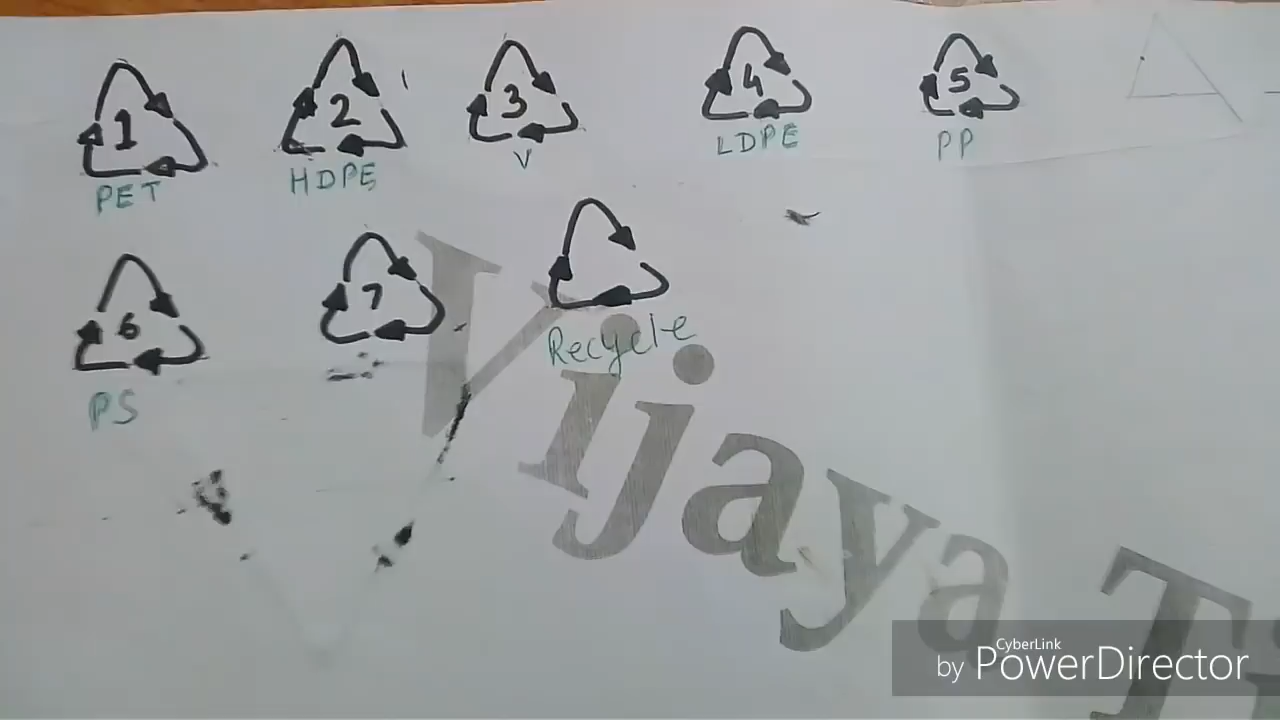 1 2 3 4 5
PET HDPE V LDPE PP
6 7
PS Recycle
Vijaya T
CyberLink
by PowerDirector